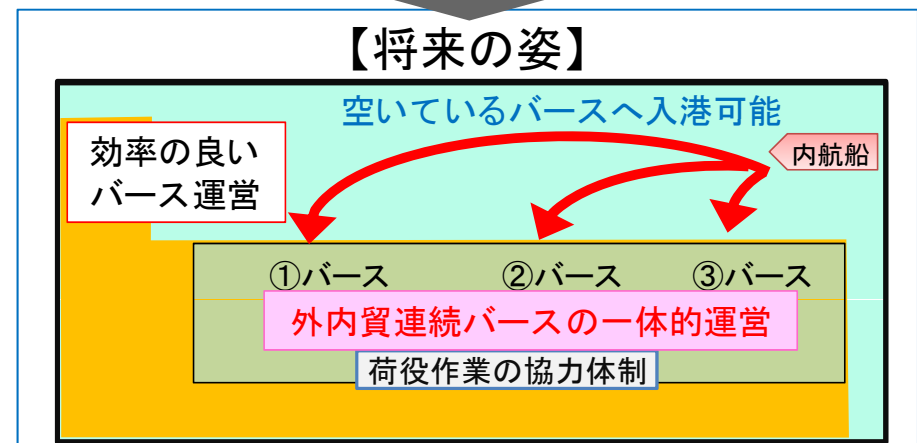 【将来の姿】
空いているバースへ入港可能
効率の良い
バース運営
内航船
①バース ②バース ③バース
外内貿連続バースの一体的運営
荷役作業の協力体制